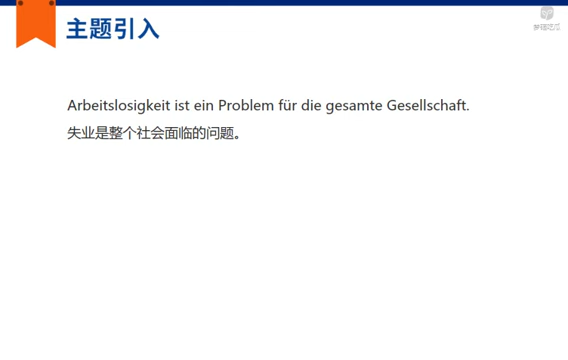 主题引入
Arbeitslosigkeit ist ein Problem für die gesamte Gesellschaft.
失业是整个社会面临的问题。